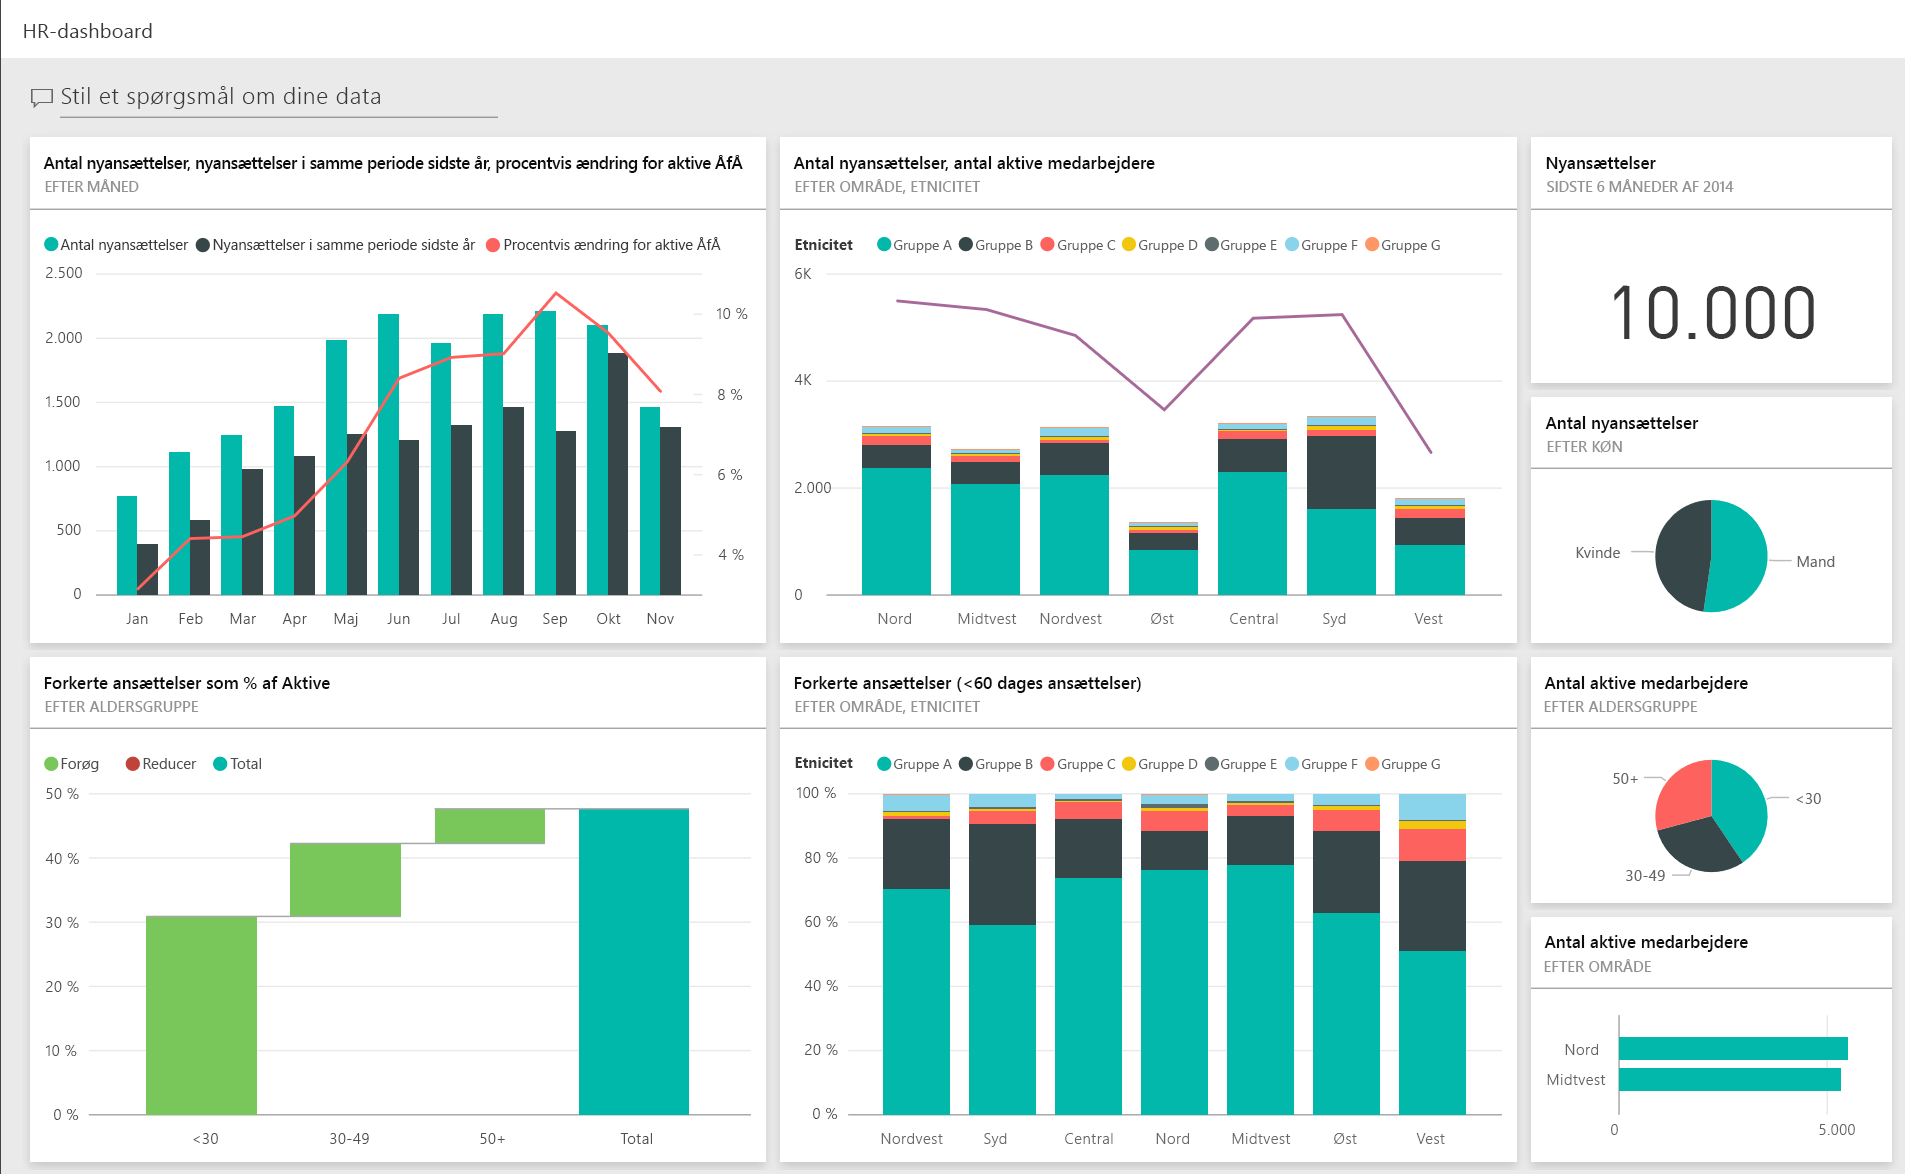 HR-dashboard
Stil et spørgsmål om dine data
Antal nyansættelser, nyansættelser i samme periode sidste år, procentvis ændring for aktive ÅfÅ
EFTER MÅNED
Antal nyansættelser Nyansættelser i samme periode sidste år Procentvis ændring for aktive ÅfÅ
2.500
2.000
1.500
1.000
500
0
10 %
8 %
6 %
4 %
Jan Feb Mar Apr Maj Jun Jul Aug Sep Okt Nov
Antal nyansættelser, antal aktive medarbejdere
EFTER OMRÅDE, ETNICITET
Etnicitet Gruppe A Gruppe B Gruppe C Gruppe D Gruppe E Gruppe F Gruppe G
6K
4K
2.000
0
Nord Midtvest Nordvest Øst Central Syd Vest
Nyansættelser
SIDSTE 6 MÅNEDER AF 2014
10.000
Antal nyansættelser
EFTER KØN
Kvinde
Mand
Forkerte ansættelser som % af Aktive
EFTER ALDERSGRUPPE
Forøg Reducer Total
50 %
40 %
30 %
20 %
10 %
0 %
<30 30-49 50+ Total
Forkerte ansættelser (<60 dages ansættelser)
EFTER OMRÅDE, ETNICITET
Etnicitet Gruppe A Gruppe B Gruppe C Gruppe D Gruppe E Gruppe F Gruppe G
100 %
80 %
60 %
40 %
20 %
0 %
Nordvest Syd Central Nord Midtvest Øst Vest
Antal aktive medarbejdere
EFTER ALDERSGRUPPE
50+
<30
30-49
Antal aktive medarbejdere
EFTER OMRÅDE
Nord
Midtvest
0 5.000